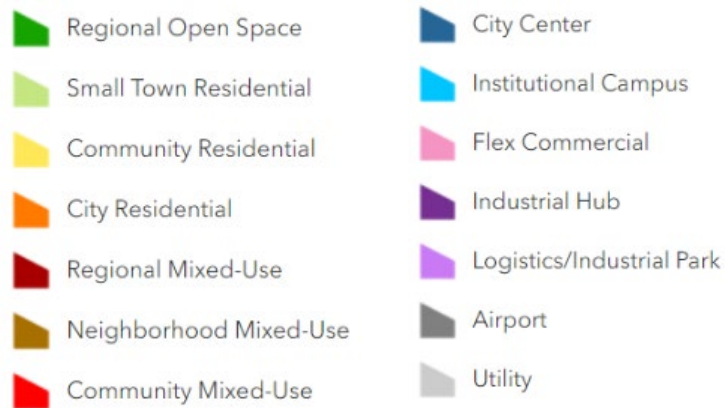 Regional Open Space
Small Town Residential
Community Residential
City Residential
Regional Mixed-Use
Neighborhood Mixed-Use
Community Mixed-Use
City Center
Institutional Campus
Flex Commercial
Industrial Hub
Logistics/Industrial Park
Airport
Utility